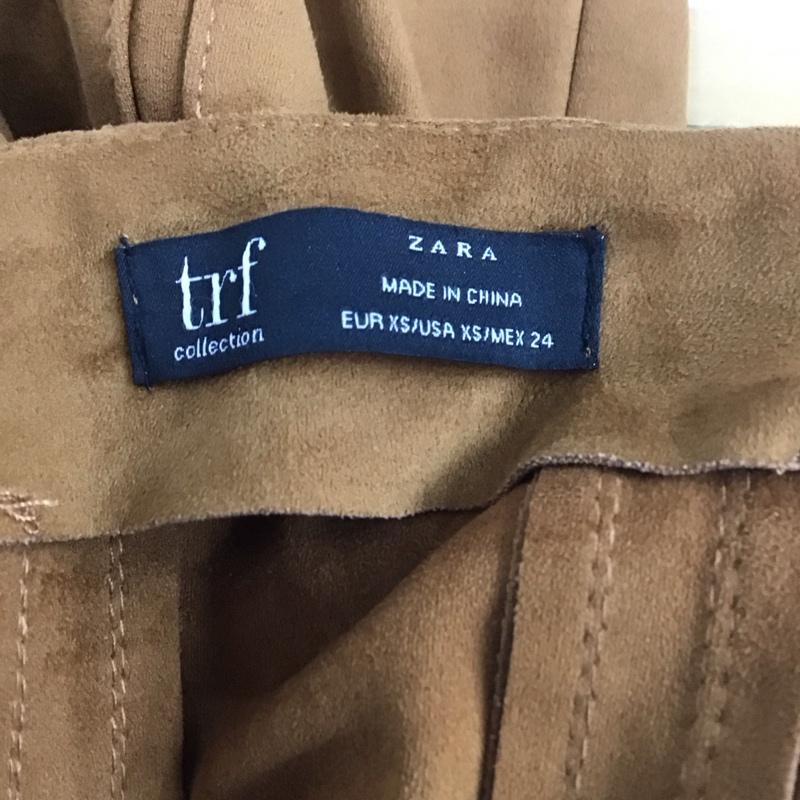 trf
collection
ZARA
MADE IN CHINA
EUR XS/USA XS/MEX 24